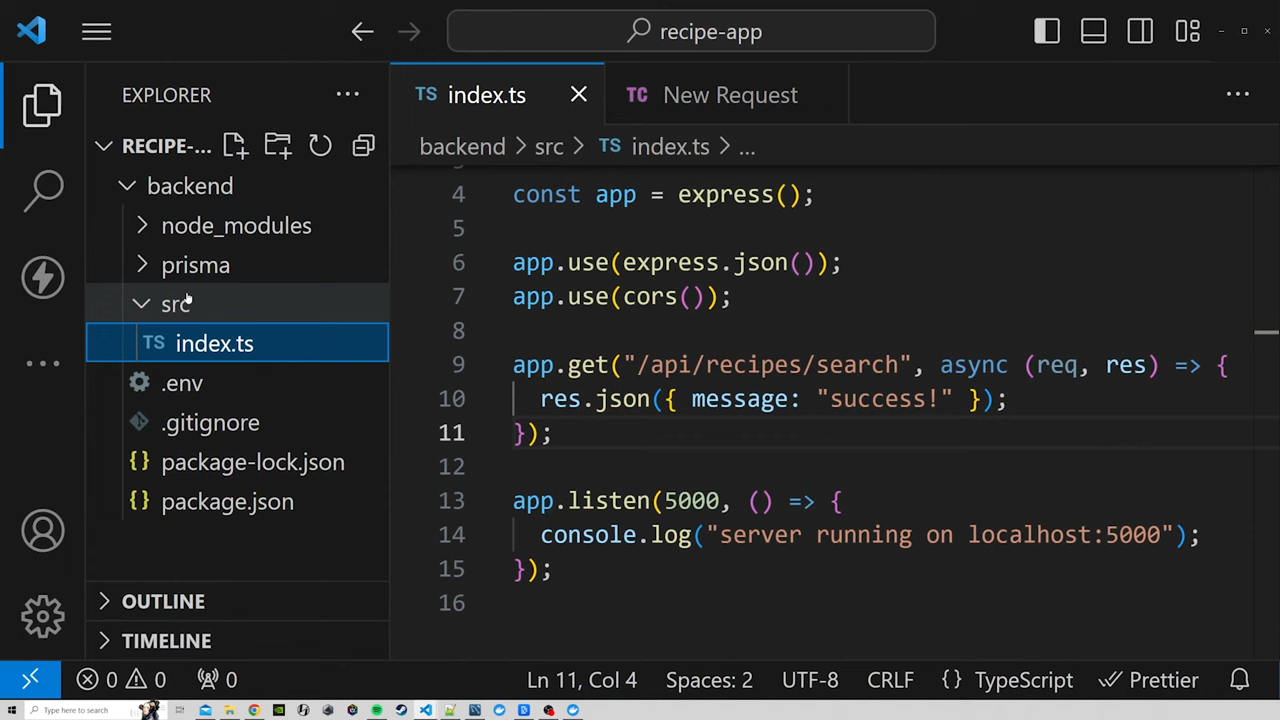 recipe-app
EXPLORER
RECIPE-...
backend
node_modules
prisma
src
TS index.ts
.env
.gitignore
{} package-lock.json
{} package.json
OUTLINE
TIMELINE
TS index.ts
TC New Request
backend > src > TS index.ts > ...
4 const app = express();
5
6 app.use(express.json());
7 app.use(cors());
8
9 app.get("/api/recipes/search", async (req, res) => {
10 res.json({ message: "success!" });
11 });
12
13 app.listen(5000, () => {
14 console.log("server running on localhost:5000");
15 });
16
0 0 0 Ln 11, Col 4 Spaces: 2 UTF-8 CRLF {} TypeScript Prettier
Type here to search